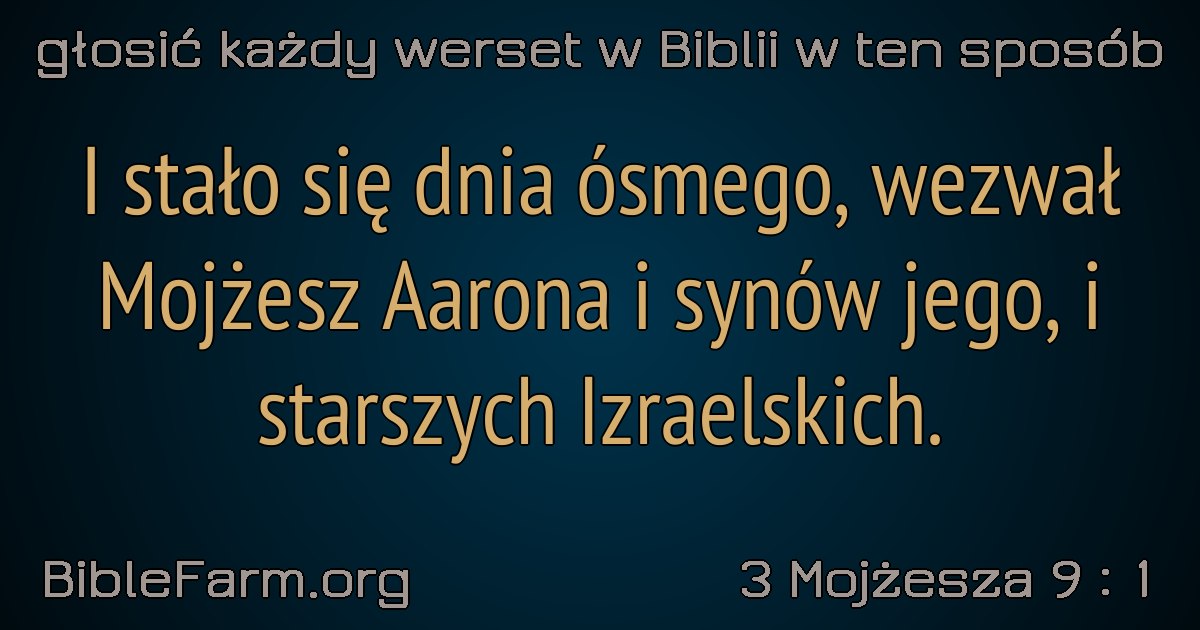 głosić każdy werset w Biblii w ten sposób
I stało się dnia ósmego, wezwał
Mojżesz Aarona i synów jego, i
starszych Izraelskich.
BibleFarm.org
3 Mojżesza 9 : 1